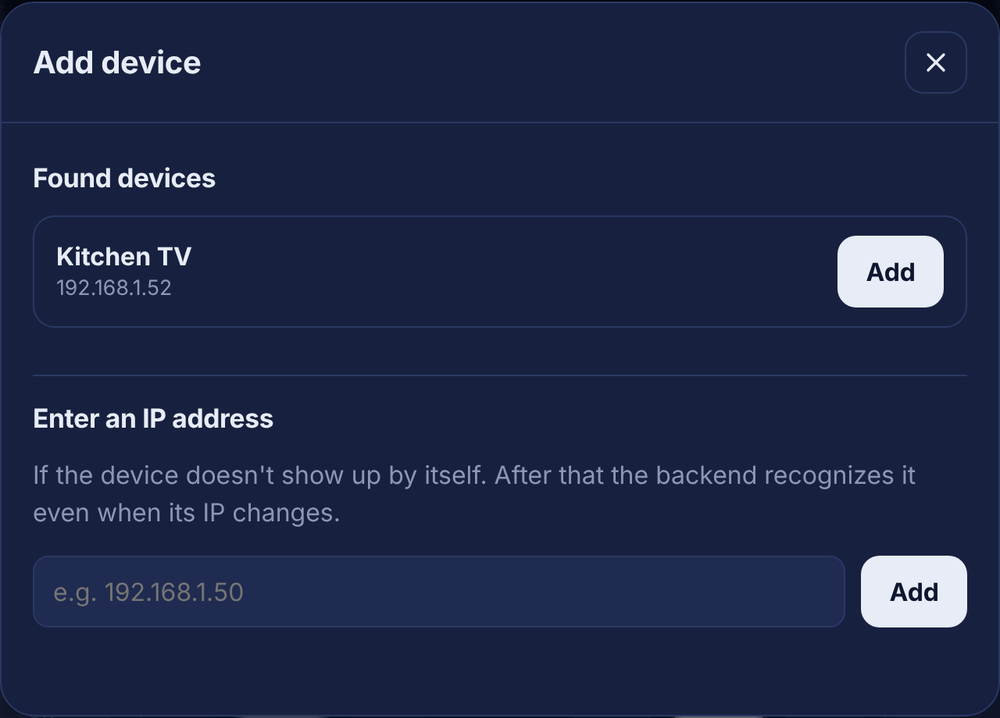 Add device
Found devices
Kitchen TV
192.168.1.52
Add
Enter an IP address
If the device doesn't show up by itself. After that the backend recognizes it
even when its IP changes.
e.g. 192.168.1.50
Add